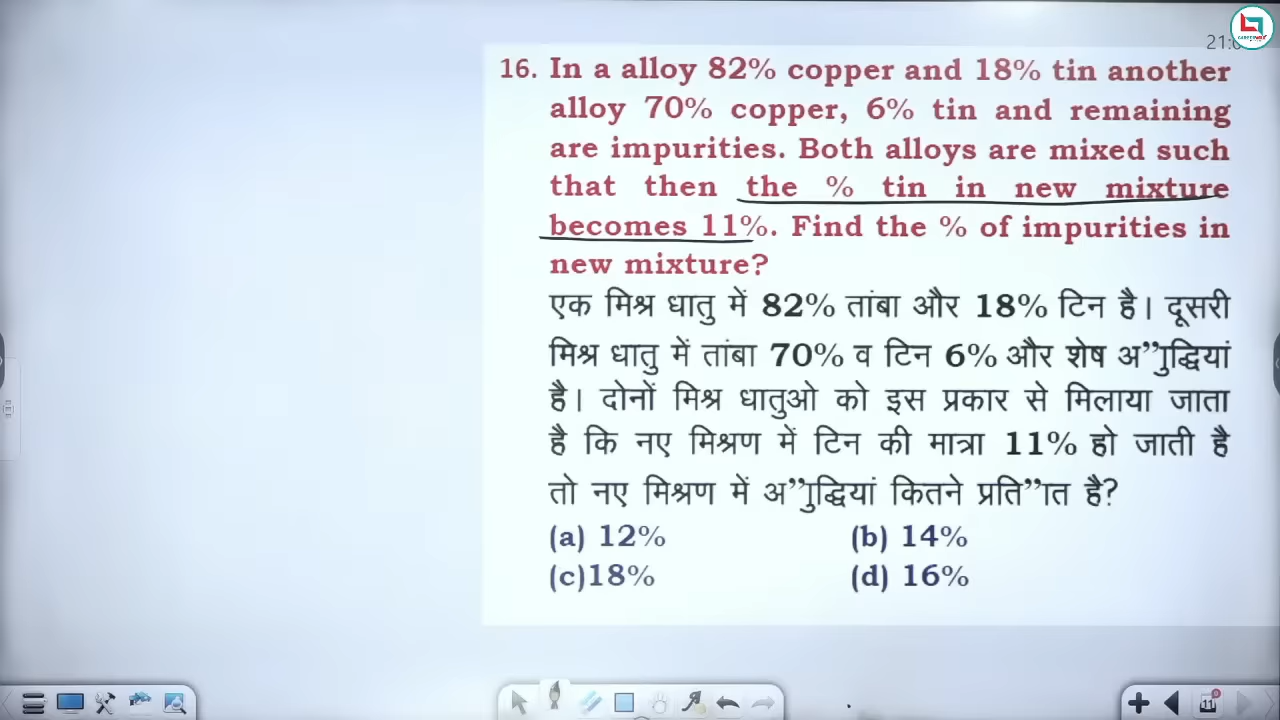 21:0
16. In a alloy 82% copper and 18% tin another
alloy 70% copper, 6% tin and remaining
are impurities. Both alloys are mixed such
that then the % tin in new mixture
becomes 11%. Find the % of impurities in
new mixture?
एक मिश्र धातु में 82% तांबा और 18% टिन है। दूसरी
मिश्र धातु में तांबा 70% व टिन 6% और शेष अ”ाुद्धियां
है। दोनों मिश्र धातुओ को इस प्रकार से मिलाया जाता
है कि नए मिश्रण में टिन की मात्रा 11% हो जाती है
तो नए मिश्रण में अ”ाुद्धियां कितने प्रति”ात है?
(a) 12% (b) 14%
(c)18% (d) 16%
11